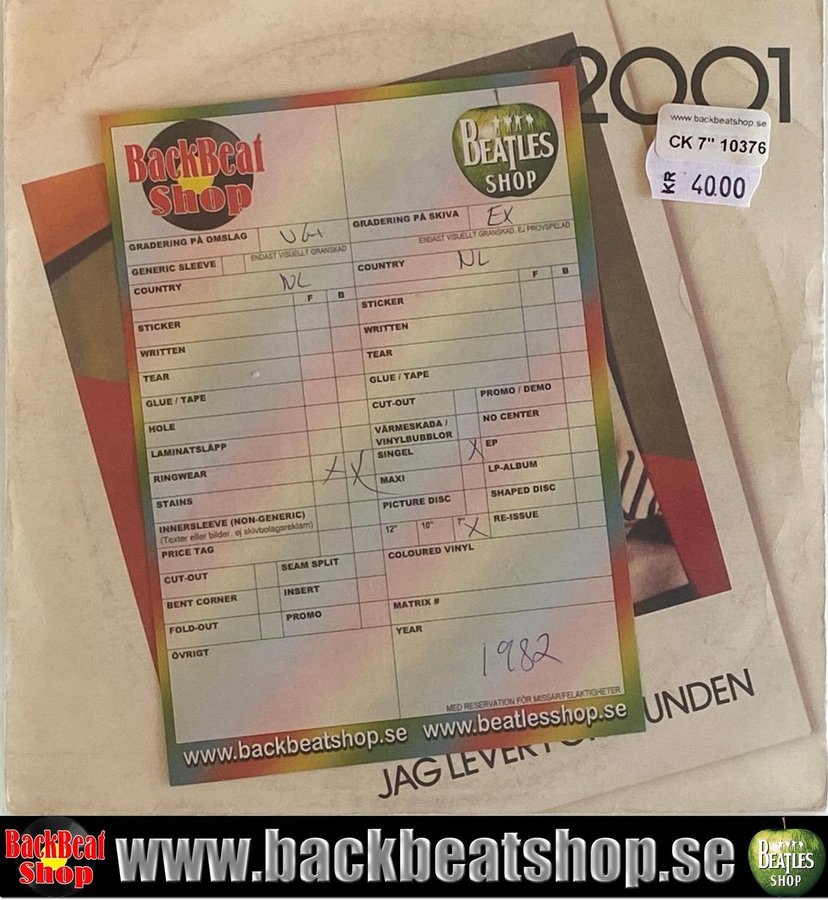 2001
www.backbeatshop.se
CK 7" 10376
KR 40.00
BackBeat
Shop
BEATLES
SHOP
GRADERING PÅ OMSLAG
VG+
ENDAST VISUELLT GRANSKAD
GENERIC SLEEVE
COUNTRY
NL
F B
STICKER
WRITTEN
TEAR
GLUE / TAPE
HOLE
LAMINATSLÄPP
RINGWEAR
X X
STAINS
INNERSLEEVE (NON-GENERIC)
(Texter eller bilder, ej skivbolagsreklam)
PRICE TAG
CUT-OUT
SEAM SPLIT
BENT CORNER
INSERT
FOLD-OUT
PROMO
ÖVRIGT
GRADERING PÅ SKIVA
EX
ENDAST VISUELLT GRANSKAD, EJ PROVSPELAD
COUNTRY
NL
F B
STICKER
WRITTEN
TEAR
GLUE / TAPE
CUT-OUT
PROMO / DEMO
VÄRMESKADA /
VINYLBUBBLOR
NO CENTER
SINGEL
X
EP
MAXI
LP-ALBUM
PICTURE DISC
SHAPED DISC
12" 10" 7" X
RE-ISSUE
COLOURED VINYL
MATRIX #
YEAR
1982
MED RESERVATION FÖR MISSAR/FELAKTIGHETER
www.backbeatshop.se www.beatlesshop.se
JAG LEVER UNDEN
BackBeat
Shop
www.backbeatshop.se
BEATLES
SHOP